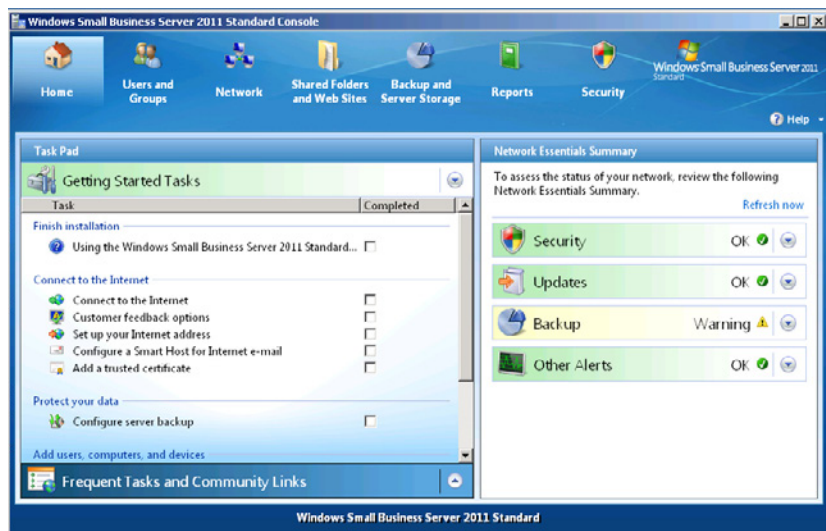 Windows Small Business Server 2011 Standard Console
Home
Users and
Groups
Network
Shared Folders
and Web Sites
Backup and
Server Storage
Reports
Security
Windows Small Business Server 2011
Standard
Help
Task Pad
Getting Started Tasks
Task Completed
Finish installation
Using the Windows Small Business Server 2011 Standard...
Connect to the Internet
Connect to the Internet
Customer feedback options
Set up your Internet address
Configure a Smart Host for Internet e-mail
Add a trusted certificate
Protect your data
Configure server backup
Add users, computers, and devices
Frequent Tasks and Community Links
Network Essentials Summary
To assess the status of your network, review the following
Network Essentials Summary.
Refresh now
Security OK
Updates OK
Backup Warning
Other Alerts OK
Windows Small Business Server 2011 Standard